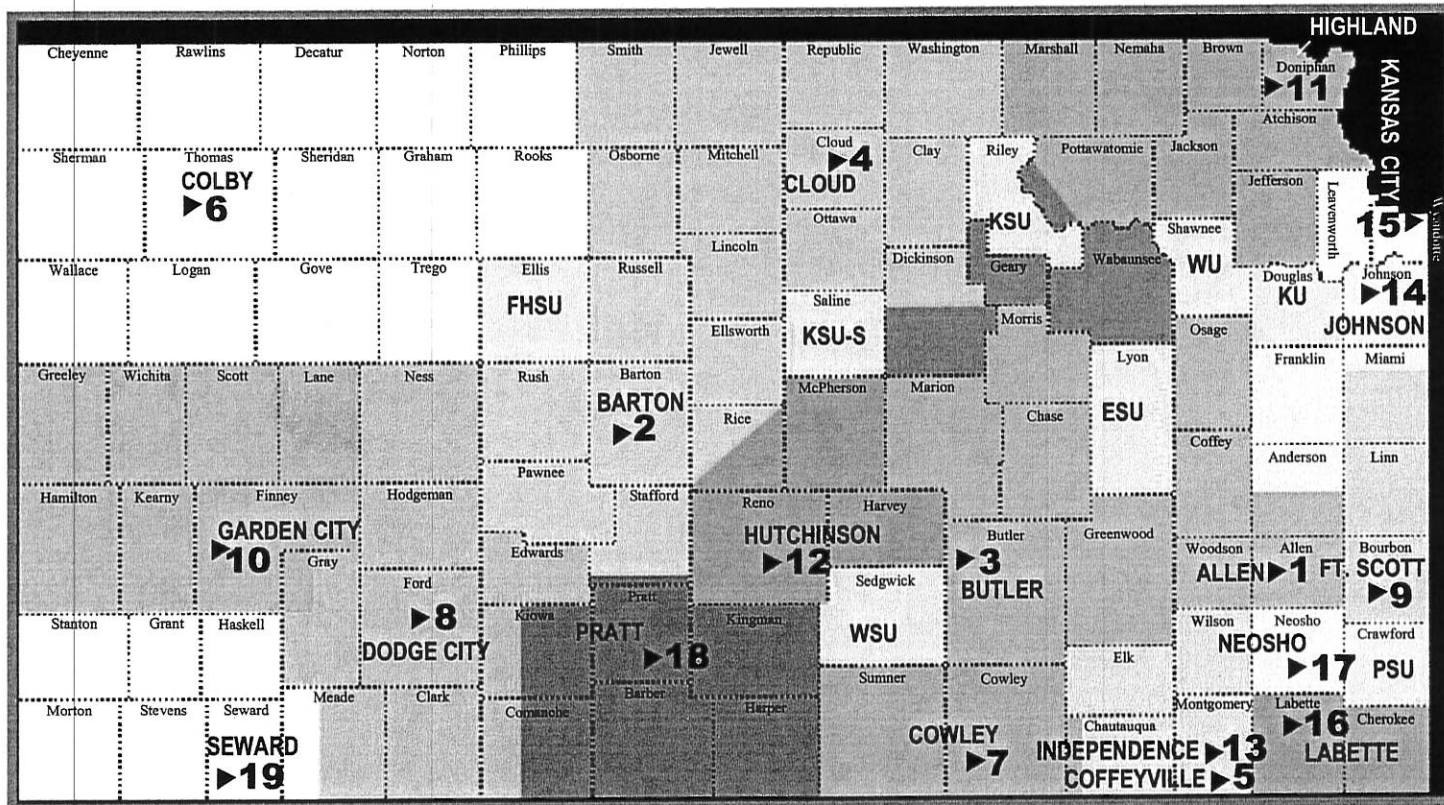 HIGHLAND
Cheyenne
Rawlins
Decatur
Norton
Phillips
Smith
Jewell
Republic
Washington
Marshall
Nemaha
Brown
Doniphan
11
KANSAS CITY
Atchison
Sherman
Thomas
COLBY
6
Sheridan
Graham
Rooks
Osborne
Mitchell
Cloud
4
CLOUD
Clay
Riley
KSU
Pottawatomie
Jackson
Jefferson
Leavenworth
15
Wyandotte
Ottawa
Lincoln
Dickinson
Geary
Wabaunsee
Shawnee
WU
Wallace
Logan
Gove
Trego
Ellis
FHSU
Russell
Saline
KSU-S
Douglas
KU
Johnson
14
JOHNSON
Ellsworth
Morris
Osage
Lyon
ESU
Franklin
Miami
Greeley
Wichita
Scott
Lane
Ness
Rush
Barton
BARTON
2
McPherson
Marion
Rice
Chase
Coffey
Anderson
Linn
Pawnee
Hamilton
Kearny
Finney
GARDEN CITY
10
Hodgeman
Stafford
Reno
Harvey
HUTCHINSON
12
Butler
3
BUTLER
Greenwood
Woodson
Allen
ALLEN
1
Bourbon
FT. SCOTT
9
Gray
Edwards
Ford
8
DODGE CITY
Sedgwick
WSU
Pratt
PRATT
18
Kiowa
Kingman
Stanton
Grant
Haskell
Wilson
Neosho
NEOSHO
17
Crawford
PSU
Elk
Sumner
Cowley
Meade
Clark
Comanche
Barber
Harper
Morton
Stevens
Seward
SEWARD
19
COWLEY
7
Chautauqua
Montgomery
INDEPENDENCE
13
COFFEYVILLE
5
Labette
16
LABETTE
Cherokee